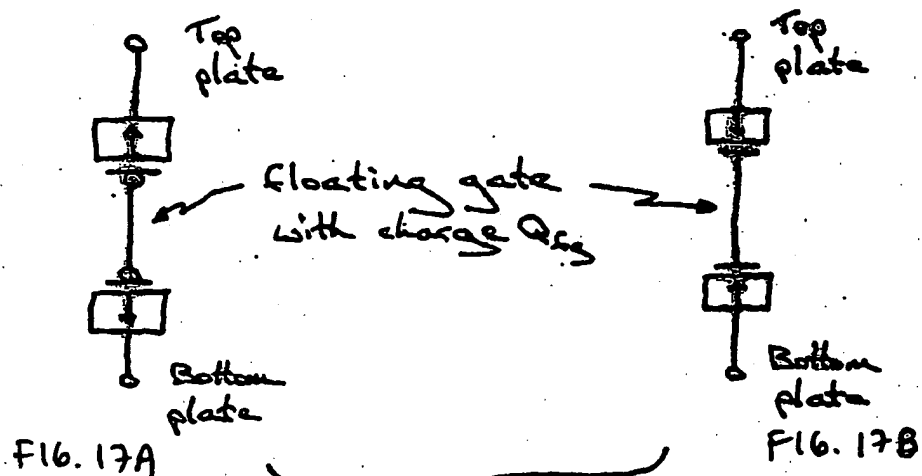 Top
plate
Top
plate
floating gate
with charge Qfg
Bottom
plate
Bottom
plate
FIG. 17A
FIG. 17B